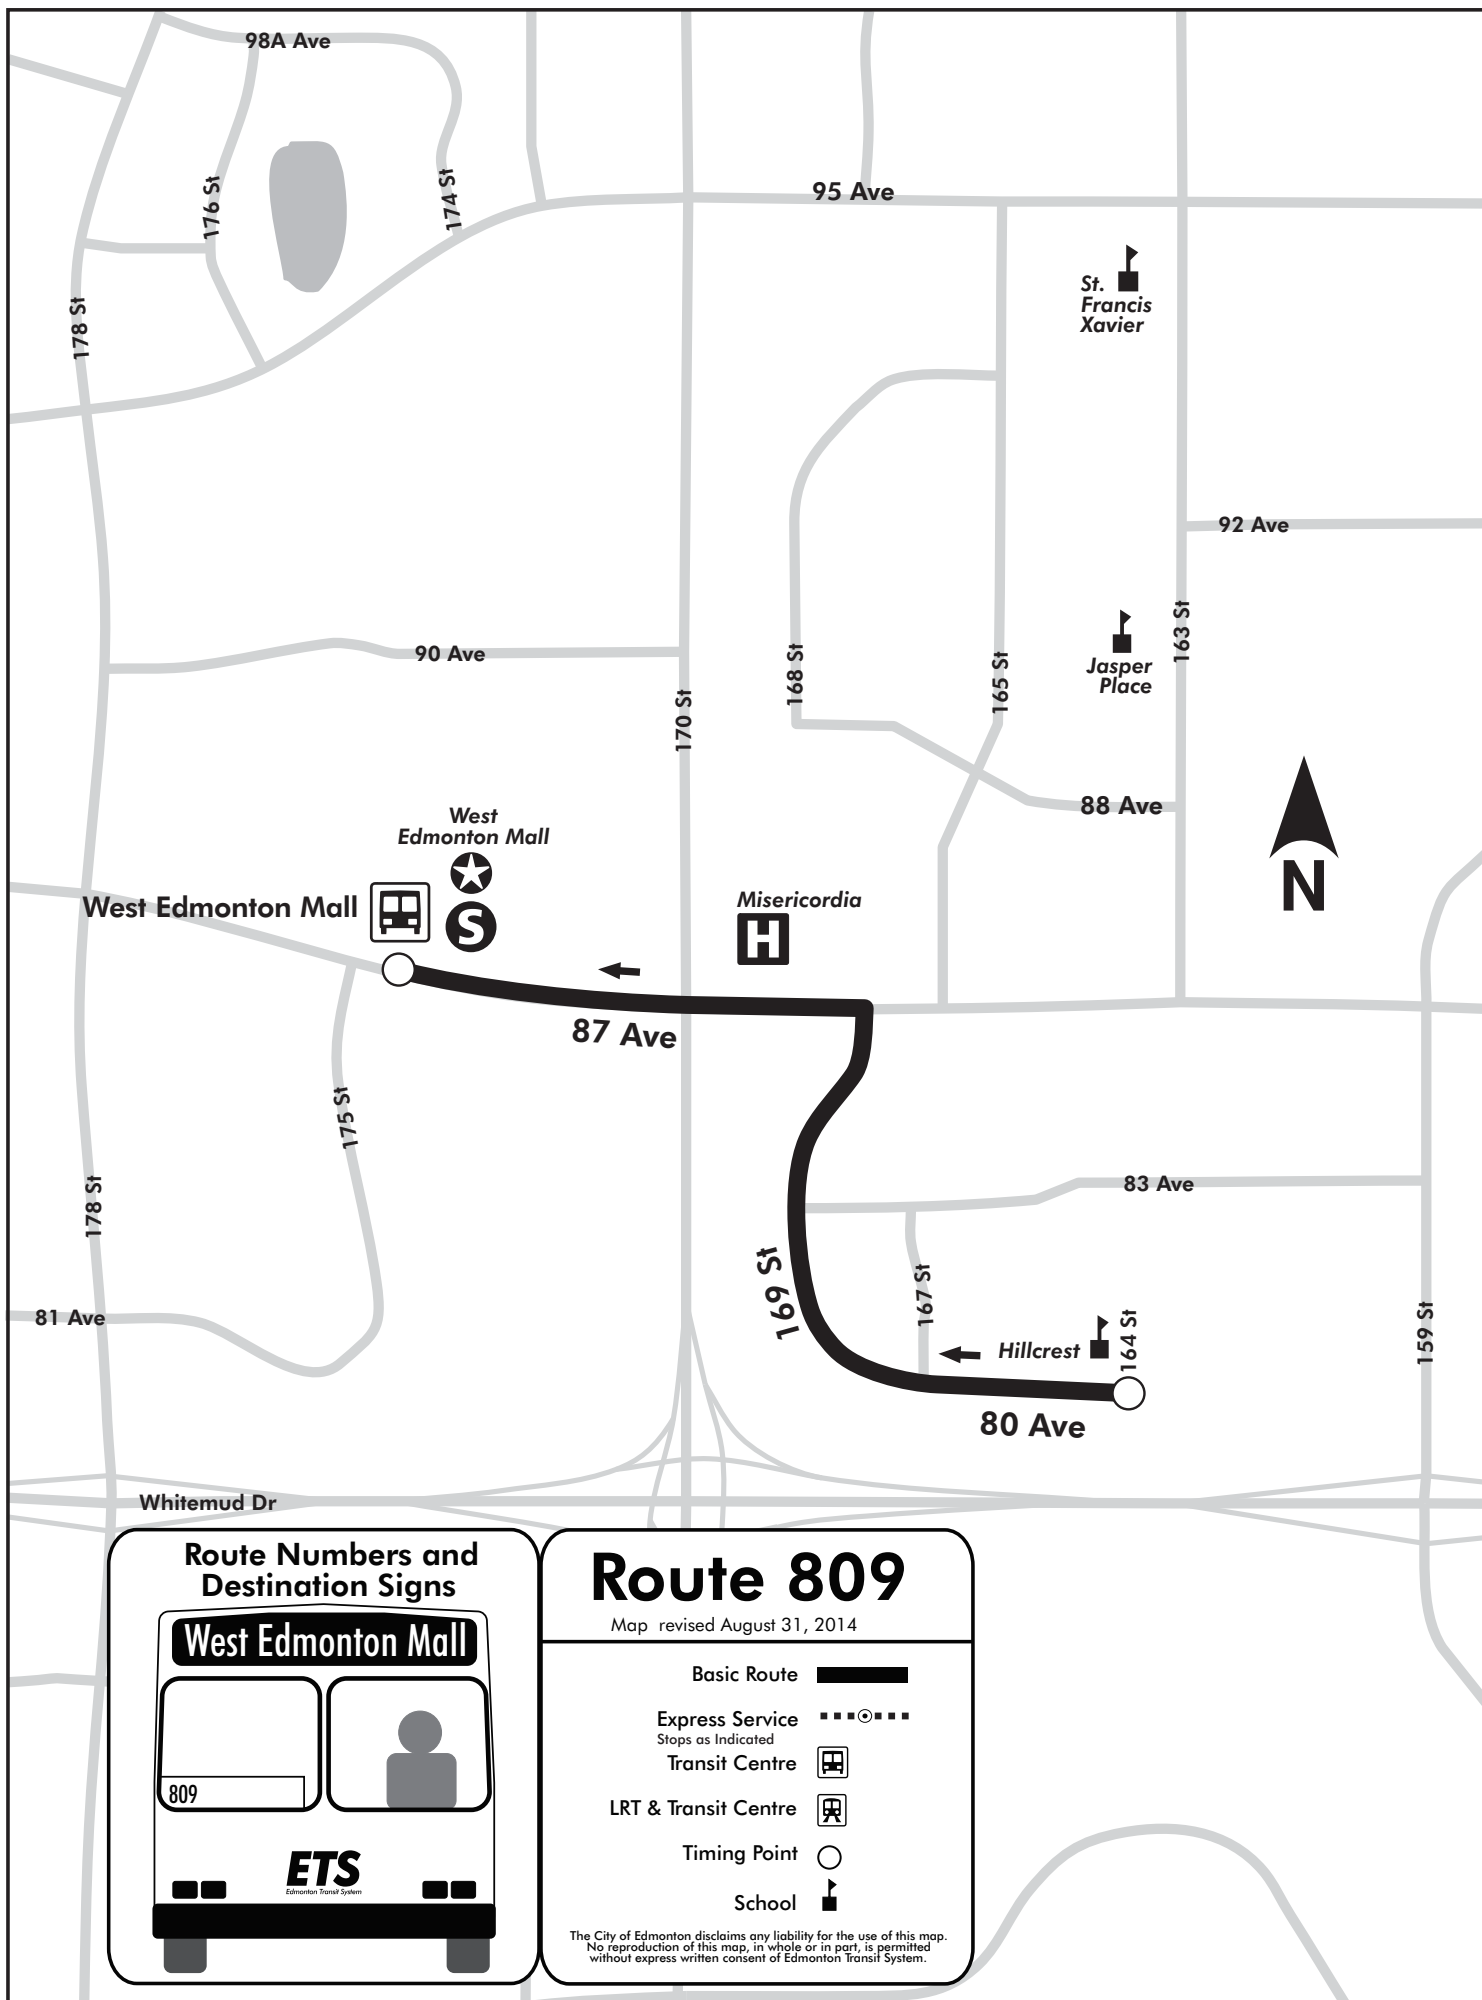 98A Ave
176 St
174 St
95 Ave
178 St
St.
Francis
Xavier
92 Ave
163 St
90 Ave
168 St
165 St
170 St
Jasper
Place
88 Ave
West
Edmonton Mall
West Edmonton Mall
S
Misericordia
H
N
87 Ave
175 St
178 St
83 Ave
169 St
167 St
164 St
159 St
81 Ave
Hillcrest
80 Ave
Whitemud Dr
Route Numbers and
Destination Signs
West Edmonton Mall
809
ETS
Edmonton Transit System
Route 809
Map revised August 31, 2014
Basic Route
Express Service
Stops as Indicated
Transit Centre
LRT & Transit Centre
Timing Point
School
The City of Edmonton disclaims any liability for the use of this map.
No reproduction of this map, in whole or in part, is permitted
without express written consent of Edmonton Transit System.